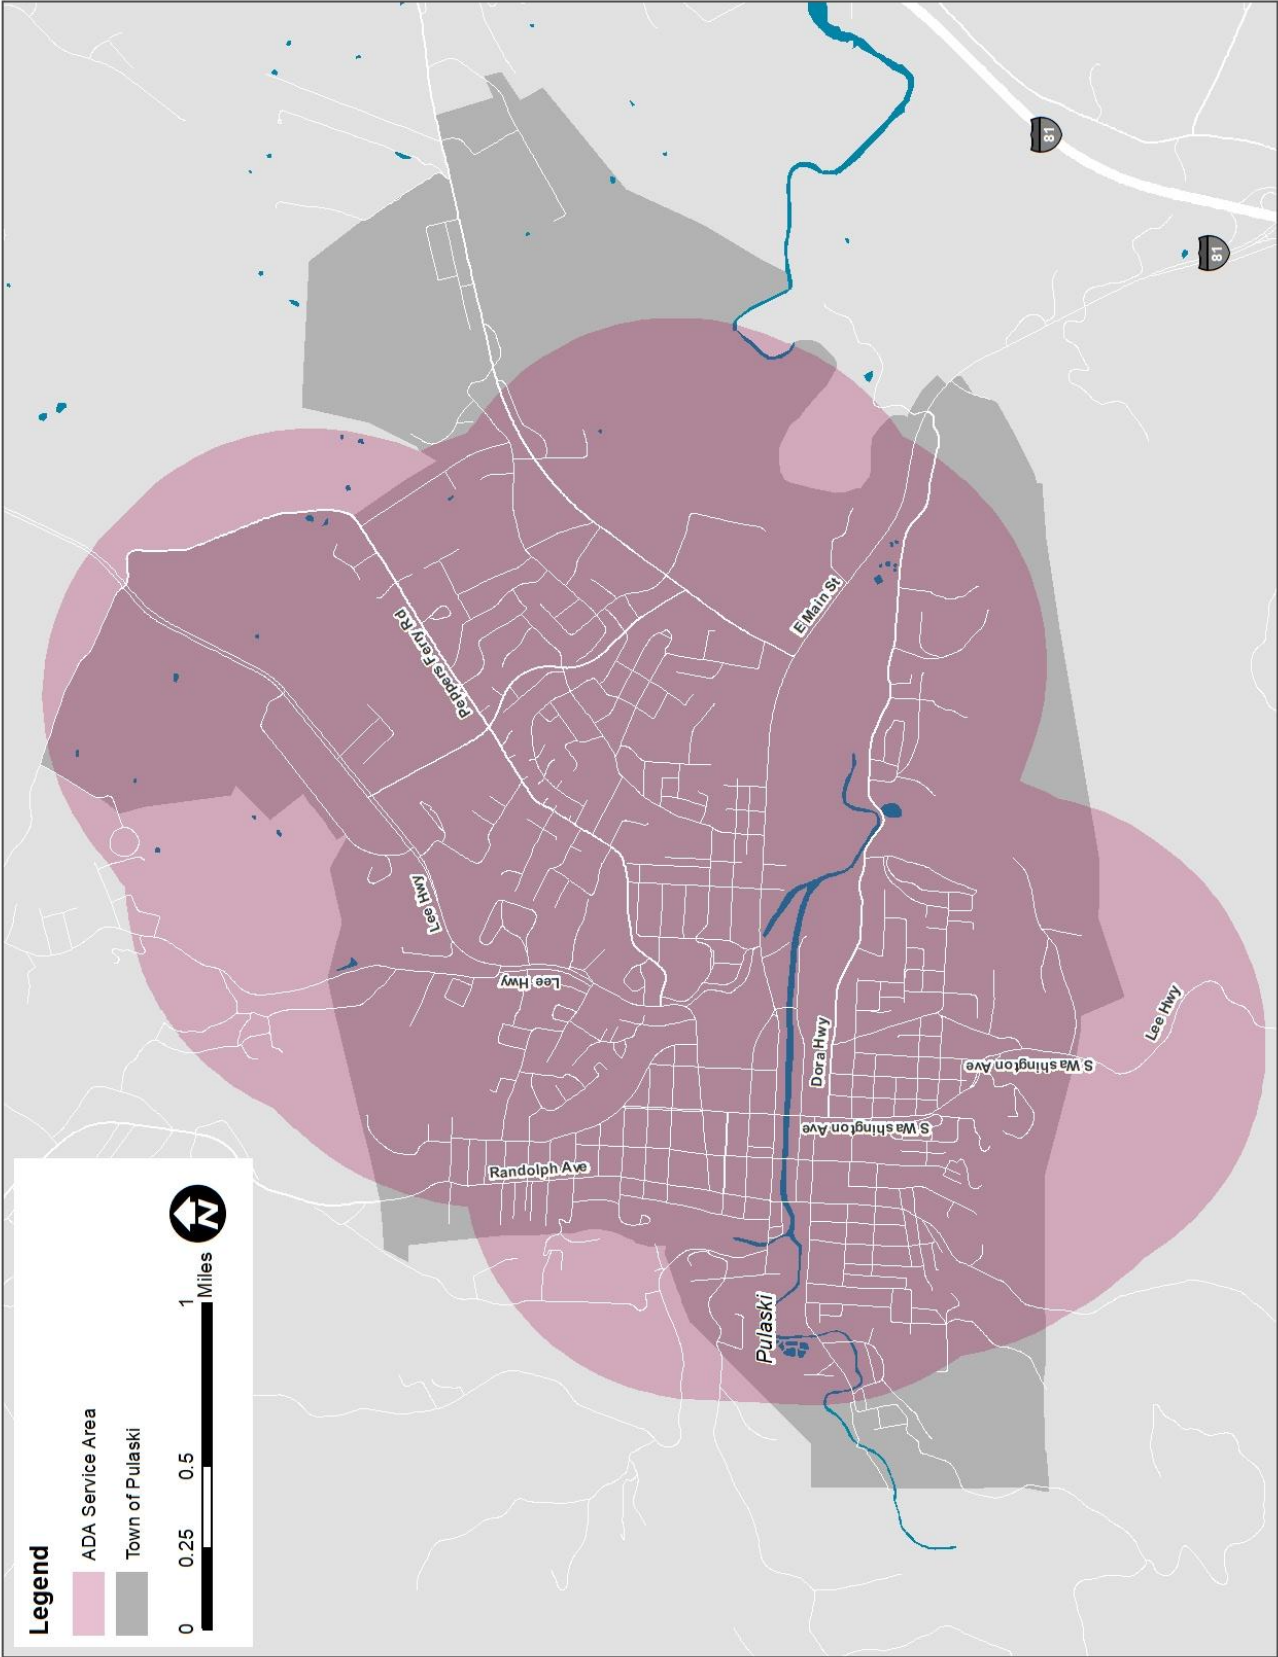 Legend
ADA Service Area
Town of Pulaski
0 0.25 0.5 1
Miles
N
Lee Hwy
Peppers Ferry Rd
Lee Hwy
Randolph Ave
Pulaski
E Main St
Dora Hwy
S Washington Ave
S Washington Ave
Lee Hwy
81
81